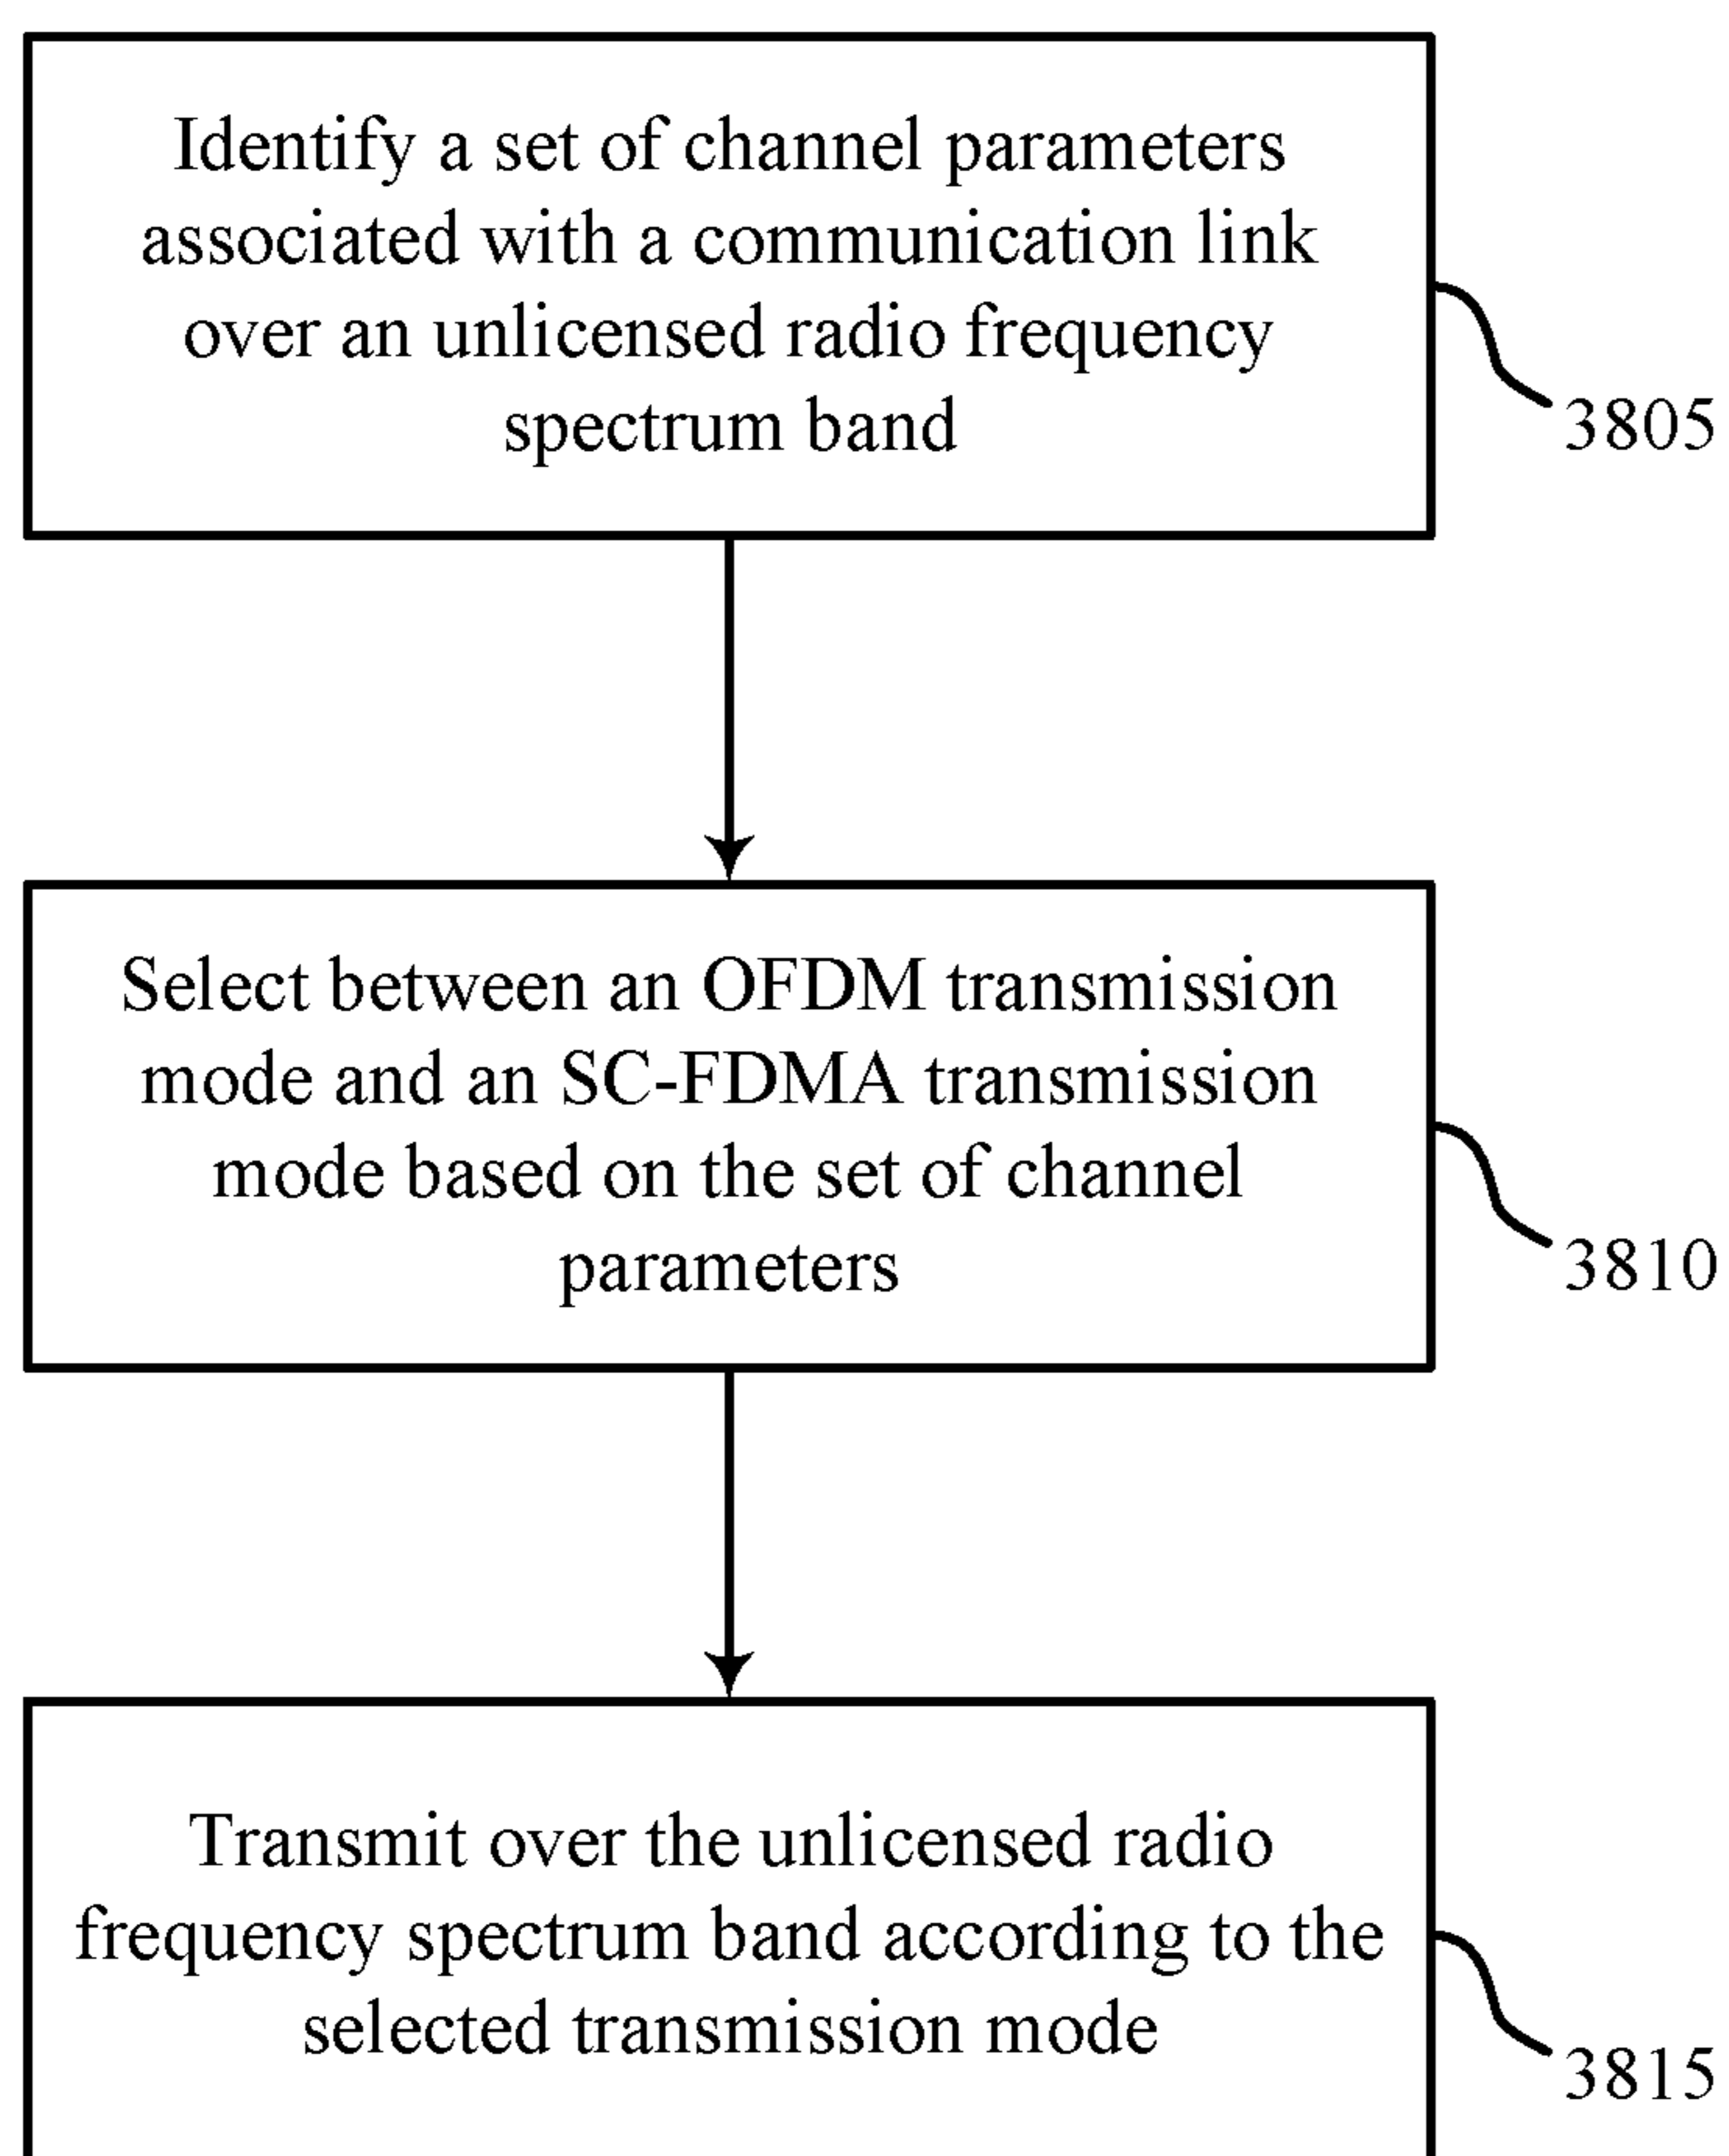 Identify a set of channel parameters
associated with a communication link
over an unlicensed radio frequency
spectrum band
3805
Select between an OFDM transmission
mode and an SC-FDMA transmission
mode based on the set of channel
parameters
3810
Transmit over the unlicensed radio
frequency spectrum band according to the
selected transmission mode
3815